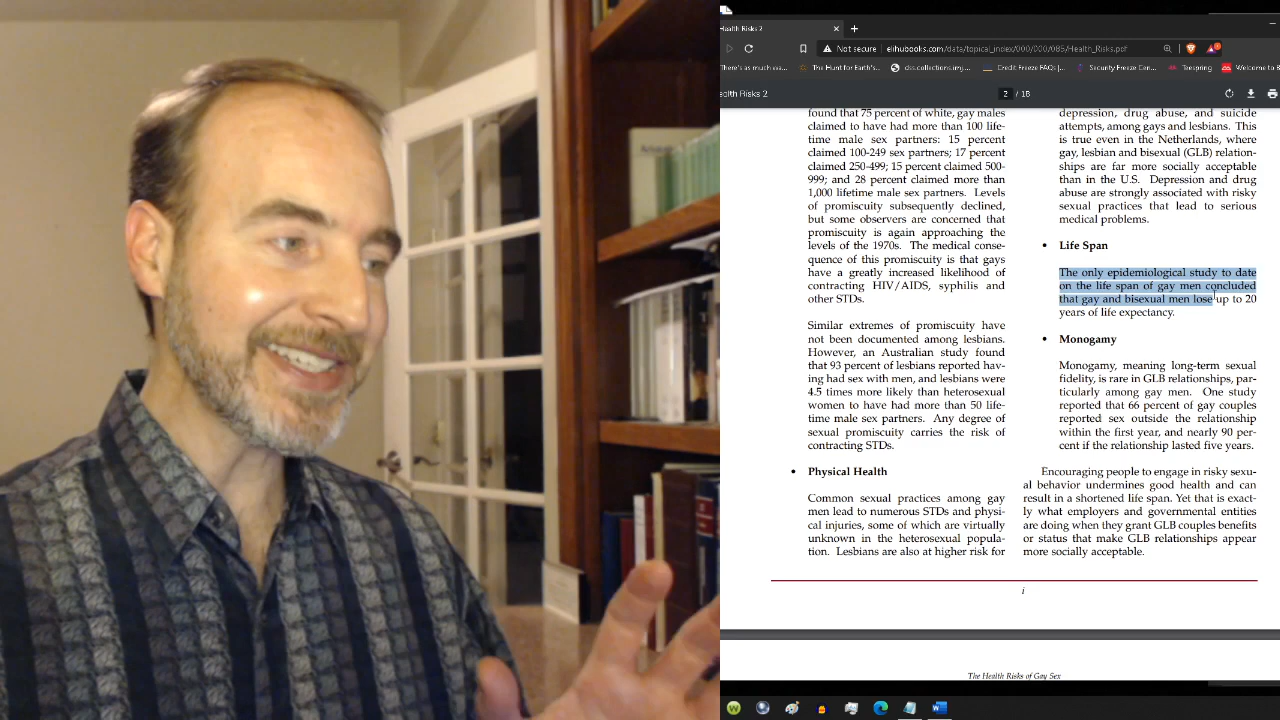 Health Risks 2
Not secure
elihubooks.com/data/topical_index/000/000/085/Health_Risks.pdf
There's as much wa...
The Hunt for Earth's...
dss.collections.img...
Credit Freeze FAQs |...
Security Freeze Cen...
Teespring
Welcome to B
ealth Risks 2
2 / 16
found that 75 percent of white, gay males
claimed to have had more than 100 life-
time male sex partners: 15 percent
claimed 100-249 sex partners; 17 percent
claimed 250-499; 15 percent claimed 500-
999; and 28 percent claimed more than
1,000 lifetime male sex partners. Levels
of promiscuity subsequently declined,
but some observers are concerned that
promiscuity is again approaching the
levels of the 1970s. The medical conse-
quence of this promiscuity is that gays
have a greatly increased likelihood of
contracting HIV/AIDS, syphilis and
other STDs.
Similar extremes of promiscuity have
not been documented among lesbians.
However, an Australian study found
that 93 percent of lesbians reported hav-
ing had sex with men, and lesbians were
4.5 times more likely than heterosexual
women to have had more than 50 life-
time male sex partners. Any degree of
sexual promiscuity carries the risk of
contracting STDs.
• Physical Health
Common sexual practices among gay
men lead to numerous STDs and physi-
cal injuries, some of which are virtually
unknown in the heterosexual popula-
tion. Lesbians are also at higher risk for
depression, drug abuse, and suicide
attempts, among gays and lesbians. This
is true even in the Netherlands, where
gay, lesbian and bisexual (GLB) relation-
ships are far more socially acceptable
than in the U.S. Depression and drug
abuse are strongly associated with risky
sexual practices that lead to serious
medical problems.
• Life Span
The only epidemiological study to date
on the life span of gay men concluded
that gay and bisexual men lose up to 20
years of life expectancy.
• Monogamy
Monogamy, meaning long-term sexual
fidelity, is rare in GLB relationships, par-
ticularly among gay men. One study
reported that 66 percent of gay couples
reported sex outside the relationship
within the first year, and nearly 90 per-
cent if the relationship lasted five years.
Encouraging people to engage in risky sexu-
al behavior undermines good health and can
result in a shortened life span. Yet that is exact-
ly what employers and governmental entities
are doing when they grant GLB couples benefits
or status that make GLB relationships appear
more socially acceptable.
i
The Health Risks of Gay Sex